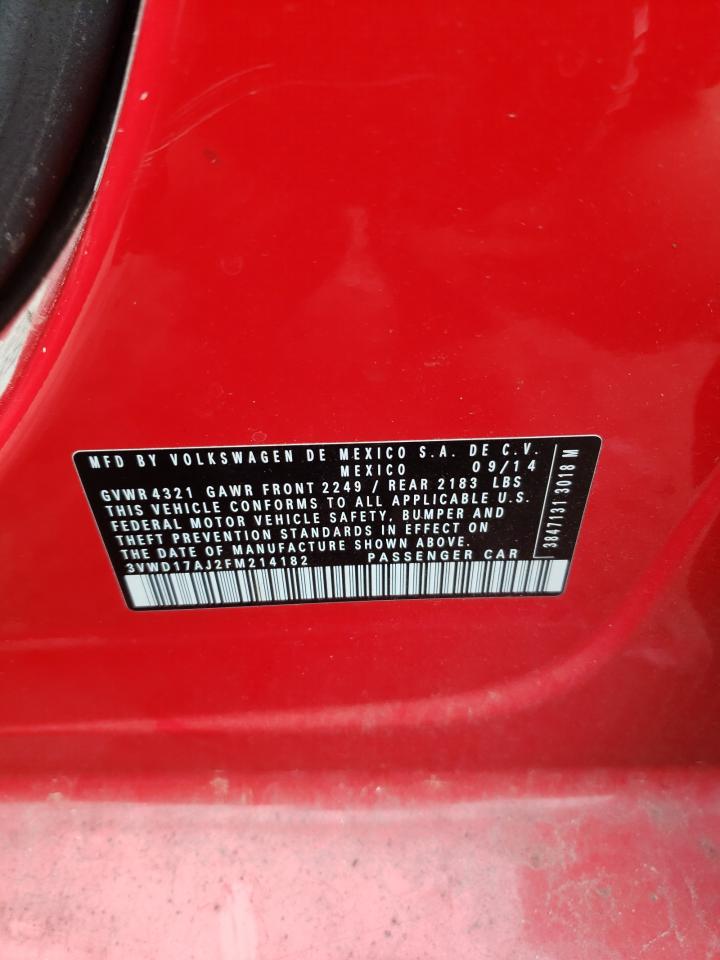 MFD BY VOLKSWAGEN DE MEXICO S.A. DE C.V.
MEXICO 09/14
GVWR 4321 GAWR FRONT 2249 / REAR 2183 LBS
THIS VEHICLE CONFORMS TO ALL APPLICABLE U.S.
FEDERAL MOTOR VEHICLE SAFETY, BUMPER AND
THEFT PREVENTION STANDARDS IN EFFECT ON
THE DATE OF MANUFACTURE SHOWN ABOVE.
3VWD17AJ2FM214182 PASSENGER CAR
3847131 3018 M